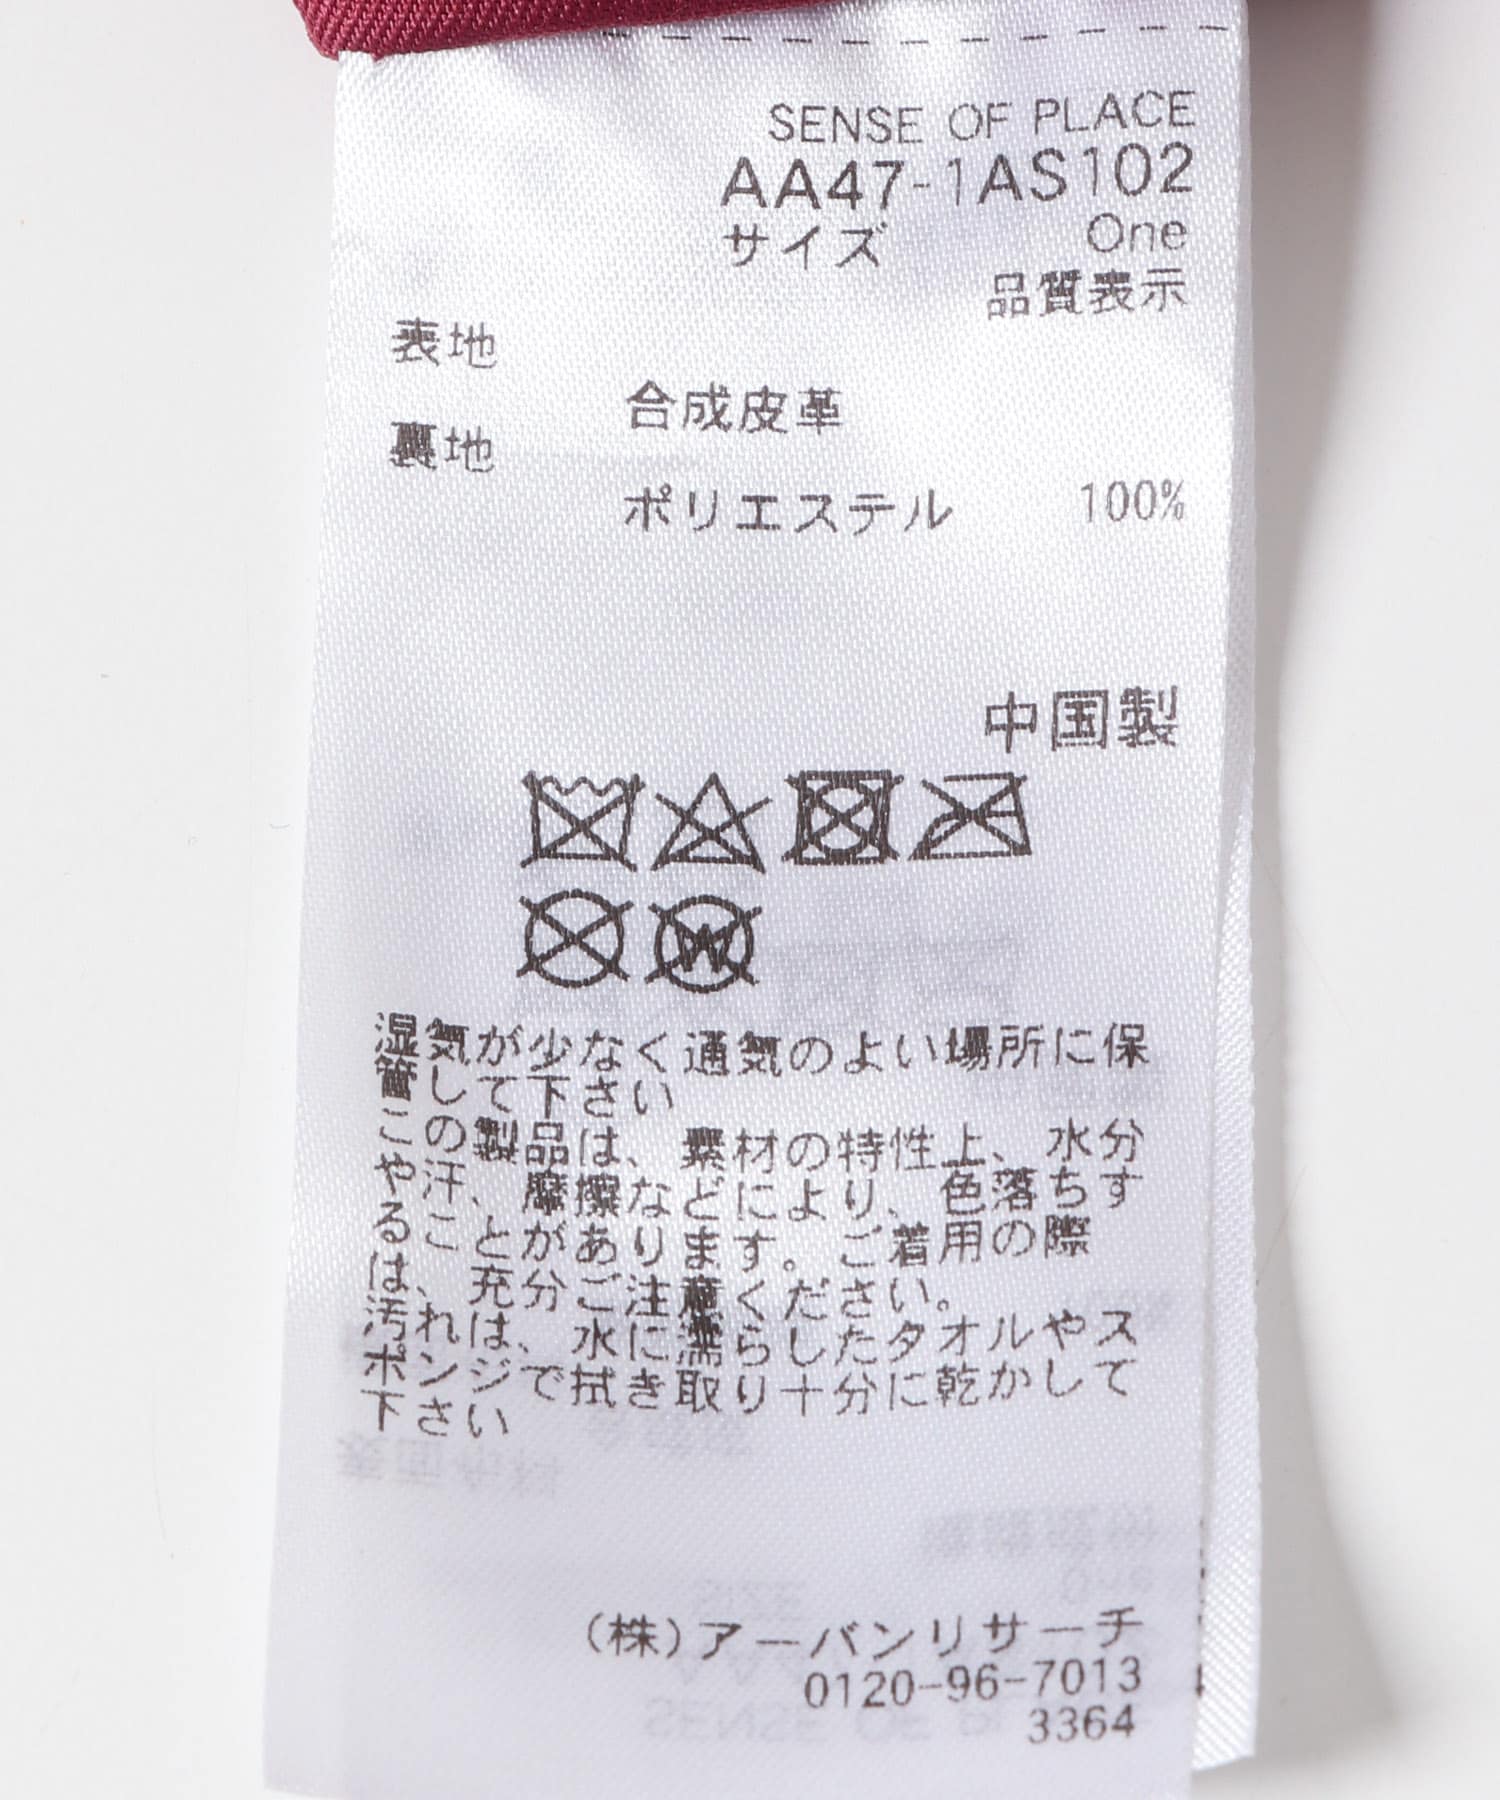 SENSE OF PLACE
AA47-1AS102
サイズ One
品質表示
表地
合成皮革
裏地
ポリエステル 100%
中国製
湿気が少なく通気のよい場所に保
管して下さい
この製品は、素材の特性上、水分
や汗、摩擦などにより、色落ちす
るこ、とがあります。ご着用の際
は、充分ご注意ください。
汚れは、水に濡らしたタオルやス
ポンジで拭き取り十分に乾かして
下さい
(株)アーバンリサーチ
0120-96-7013
3364